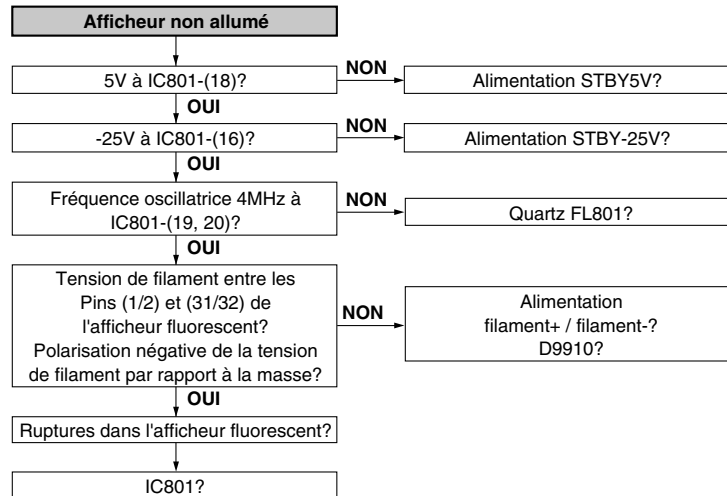 Afficheur non allumé
5V à IC801-(18)?
NON
Alimentation STBY5V?
OUI
-25V à IC801-(16)?
NON
Alimentation STBY-25V?
OUI
Fréquence oscillatrice 4MHz à
IC801-(19, 20)?
NON
Quartz FL801?
OUI
Tension de filament entre les
Pins (1/2) et (31/32) de
l'afficheur fluorescent?
Polarisation négative de la tension
de filament par rapport à la masse?
NON
Alimentation
filament+ / filament-?
D9910?
OUI
Ruptures dans l'afficheur fluorescent?
IC801?